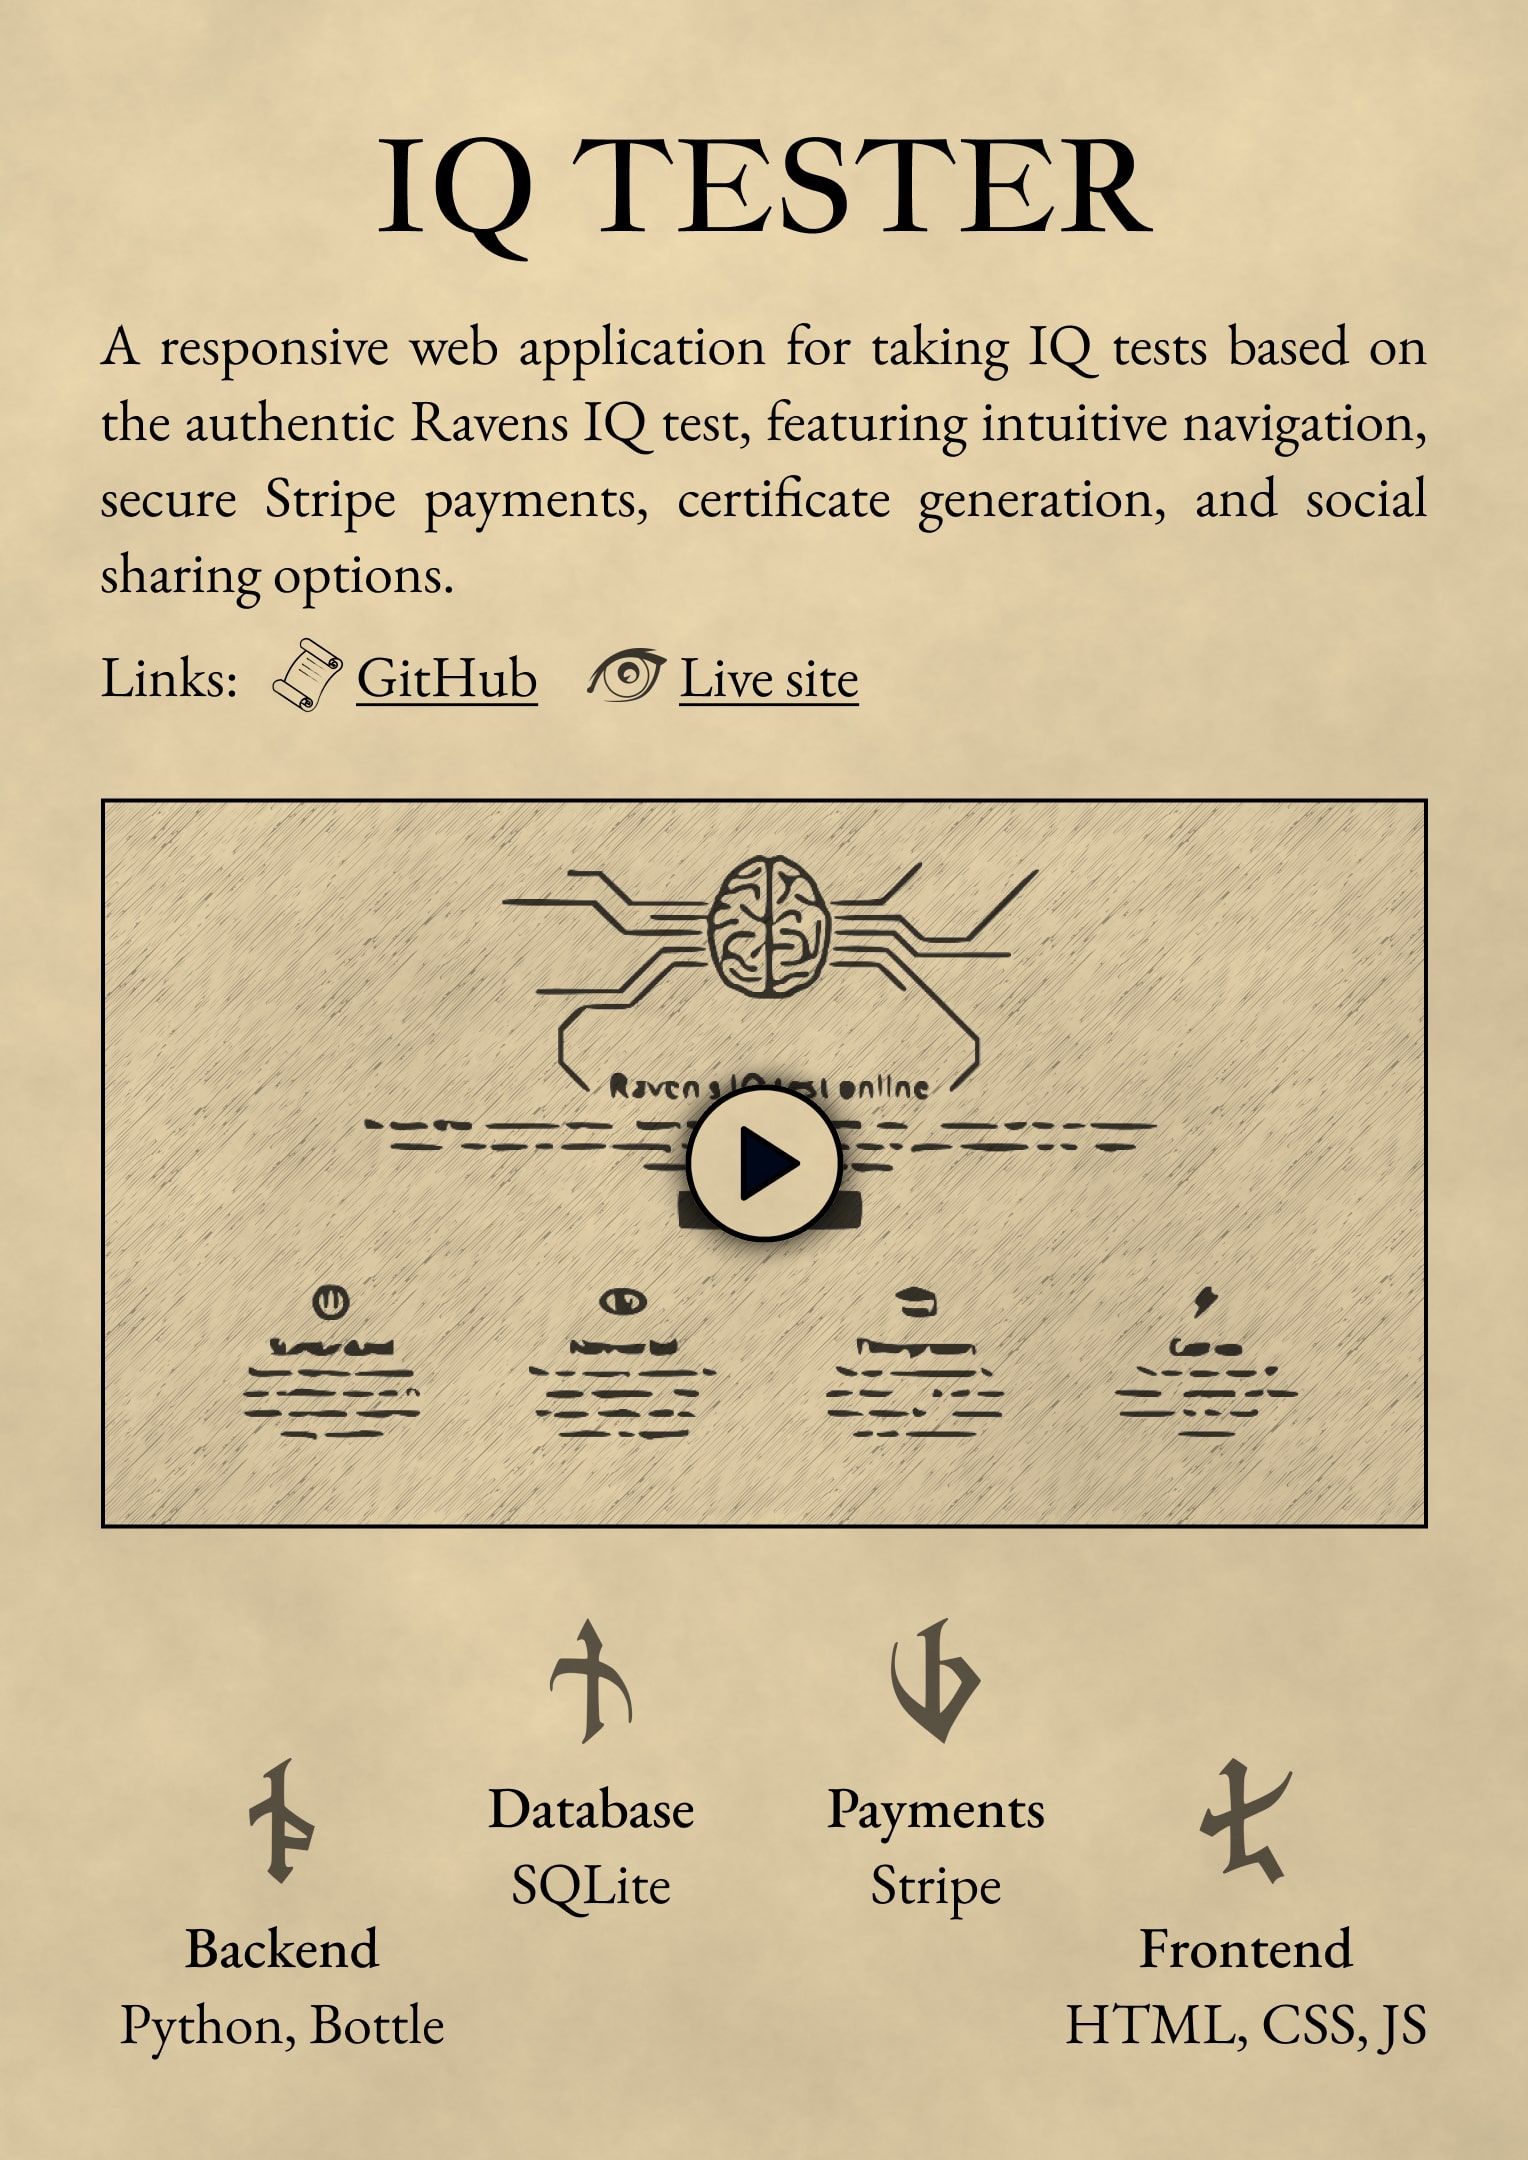 IQ TESTER
A responsive web application for taking IQ tests based on
the authentic Ravens IQ test, featuring intuitive navigation,
secure Stripe payments, certificate generation, and social
sharing options.
Links: GitHub Live site
Ravens IQ test online
Database
SQLite
Payments
Stripe
Backend
Python, Bottle
Frontend
HTML, CSS, JS